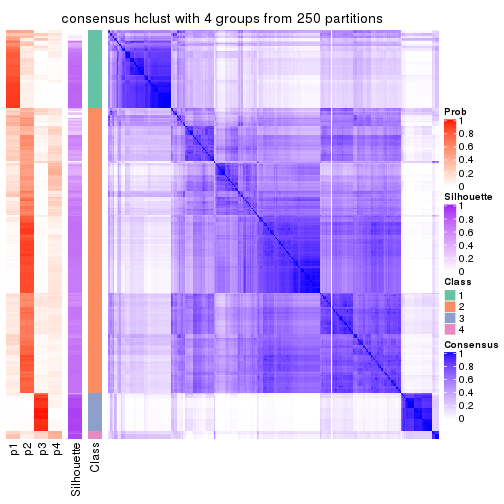 consensus hclust with 4 groups from 250 partitions
Prob
1
0.8
0.6
0.4
0.2
0
Silhouette
1
0.8
0.6
0.4
0.2
0
Class
1
2
3
4
Consensus
1
0.8
0.6
0.4
0.2
0
p1
p2
p3
p4
Silhouette
Class